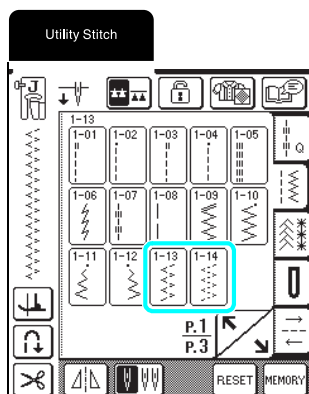 Utility Stitch
J
1-13
1-01 1-02 1-03 1-04 1-05
Q
1-06 1-07 1-08 1-09 1-10
1-11 1-12 1-13 1-14
P.1
P.3
RESET MEMORY